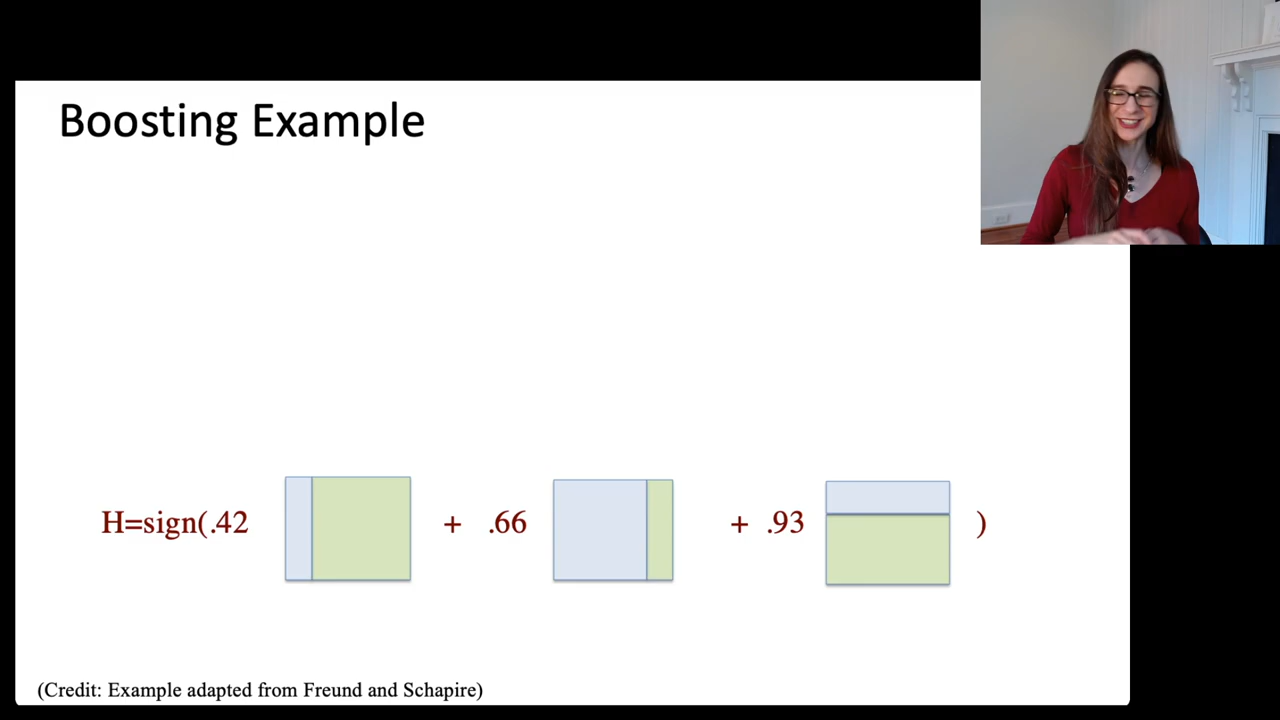 Boosting Example
H=sign(.42 + .66 + .93 )
(Credit: Example adapted from Freund and Schapire)